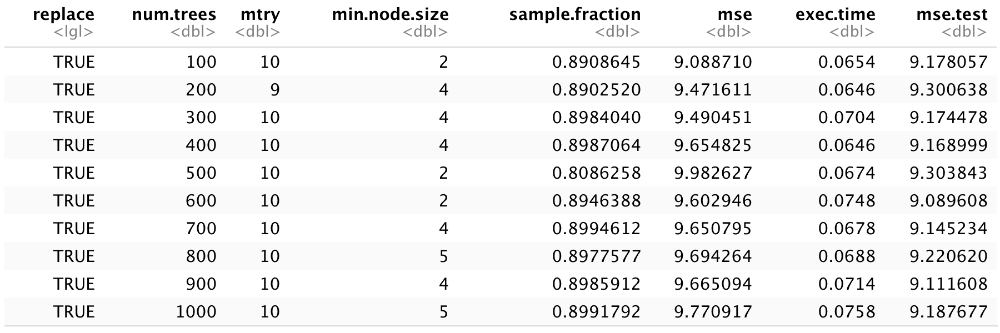 replace num.trees mtry min.node.size sample.fraction mse exec.time mse.test
<lgl> <dbl> <dbl> <dbl> <dbl> <dbl> <dbl> <dbl>
TRUE 100 10 2 0.8908645 9.088710 0.0654 9.178057
TRUE 200 9 4 0.8902520 9.471611 0.0646 9.300638
TRUE 300 10 4 0.8984040 9.490451 0.0704 9.174478
TRUE 400 10 4 0.8987064 9.654825 0.0646 9.168999
TRUE 500 10 2 0.8086258 9.982627 0.0674 9.303843
TRUE 600 10 2 0.8946388 9.602946 0.0748 9.089608
TRUE 700 10 4 0.8994612 9.650795 0.0678 9.145234
TRUE 800 10 5 0.8977577 9.694264 0.0688 9.220620
TRUE 900 10 4 0.8985912 9.665094 0.0714 9.111608
TRUE 1000 10 5 0.8991792 9.770917 0.0758 9.187677